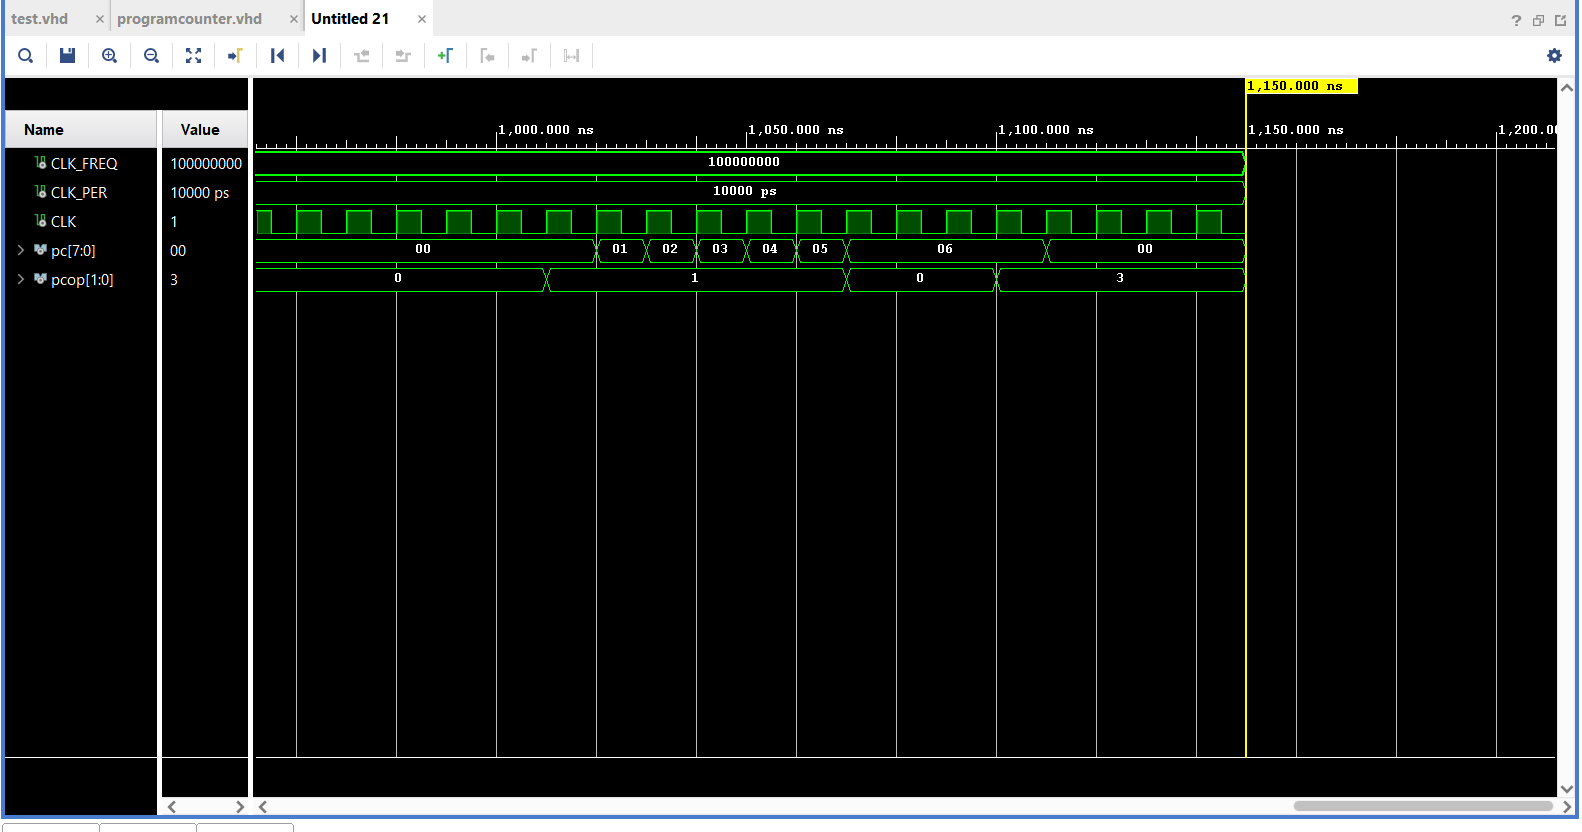 test.vhd × programcounter.vhd × Untitled 21 ×
?
1,150.000 ns
Name Value
1,000.000 ns 1,050.000 ns 1,100.000 ns 1,150.000 ns 1,200.0
CLK_FREQ 100000000 100000000
CLK_PER 10000 ps 10000 ps
CLK 1
pc[7:0] 00 00 01 02 03 04 05 06 00
pcop[1:0] 3 0 1 0 3